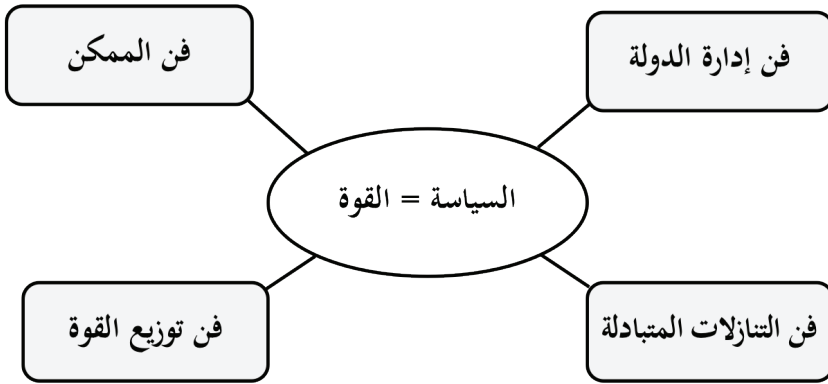 فن إدارة الدولة
فن الممكن
السياسة = القوة
فن التنازلات المتبادلة
فن توزيع القوة